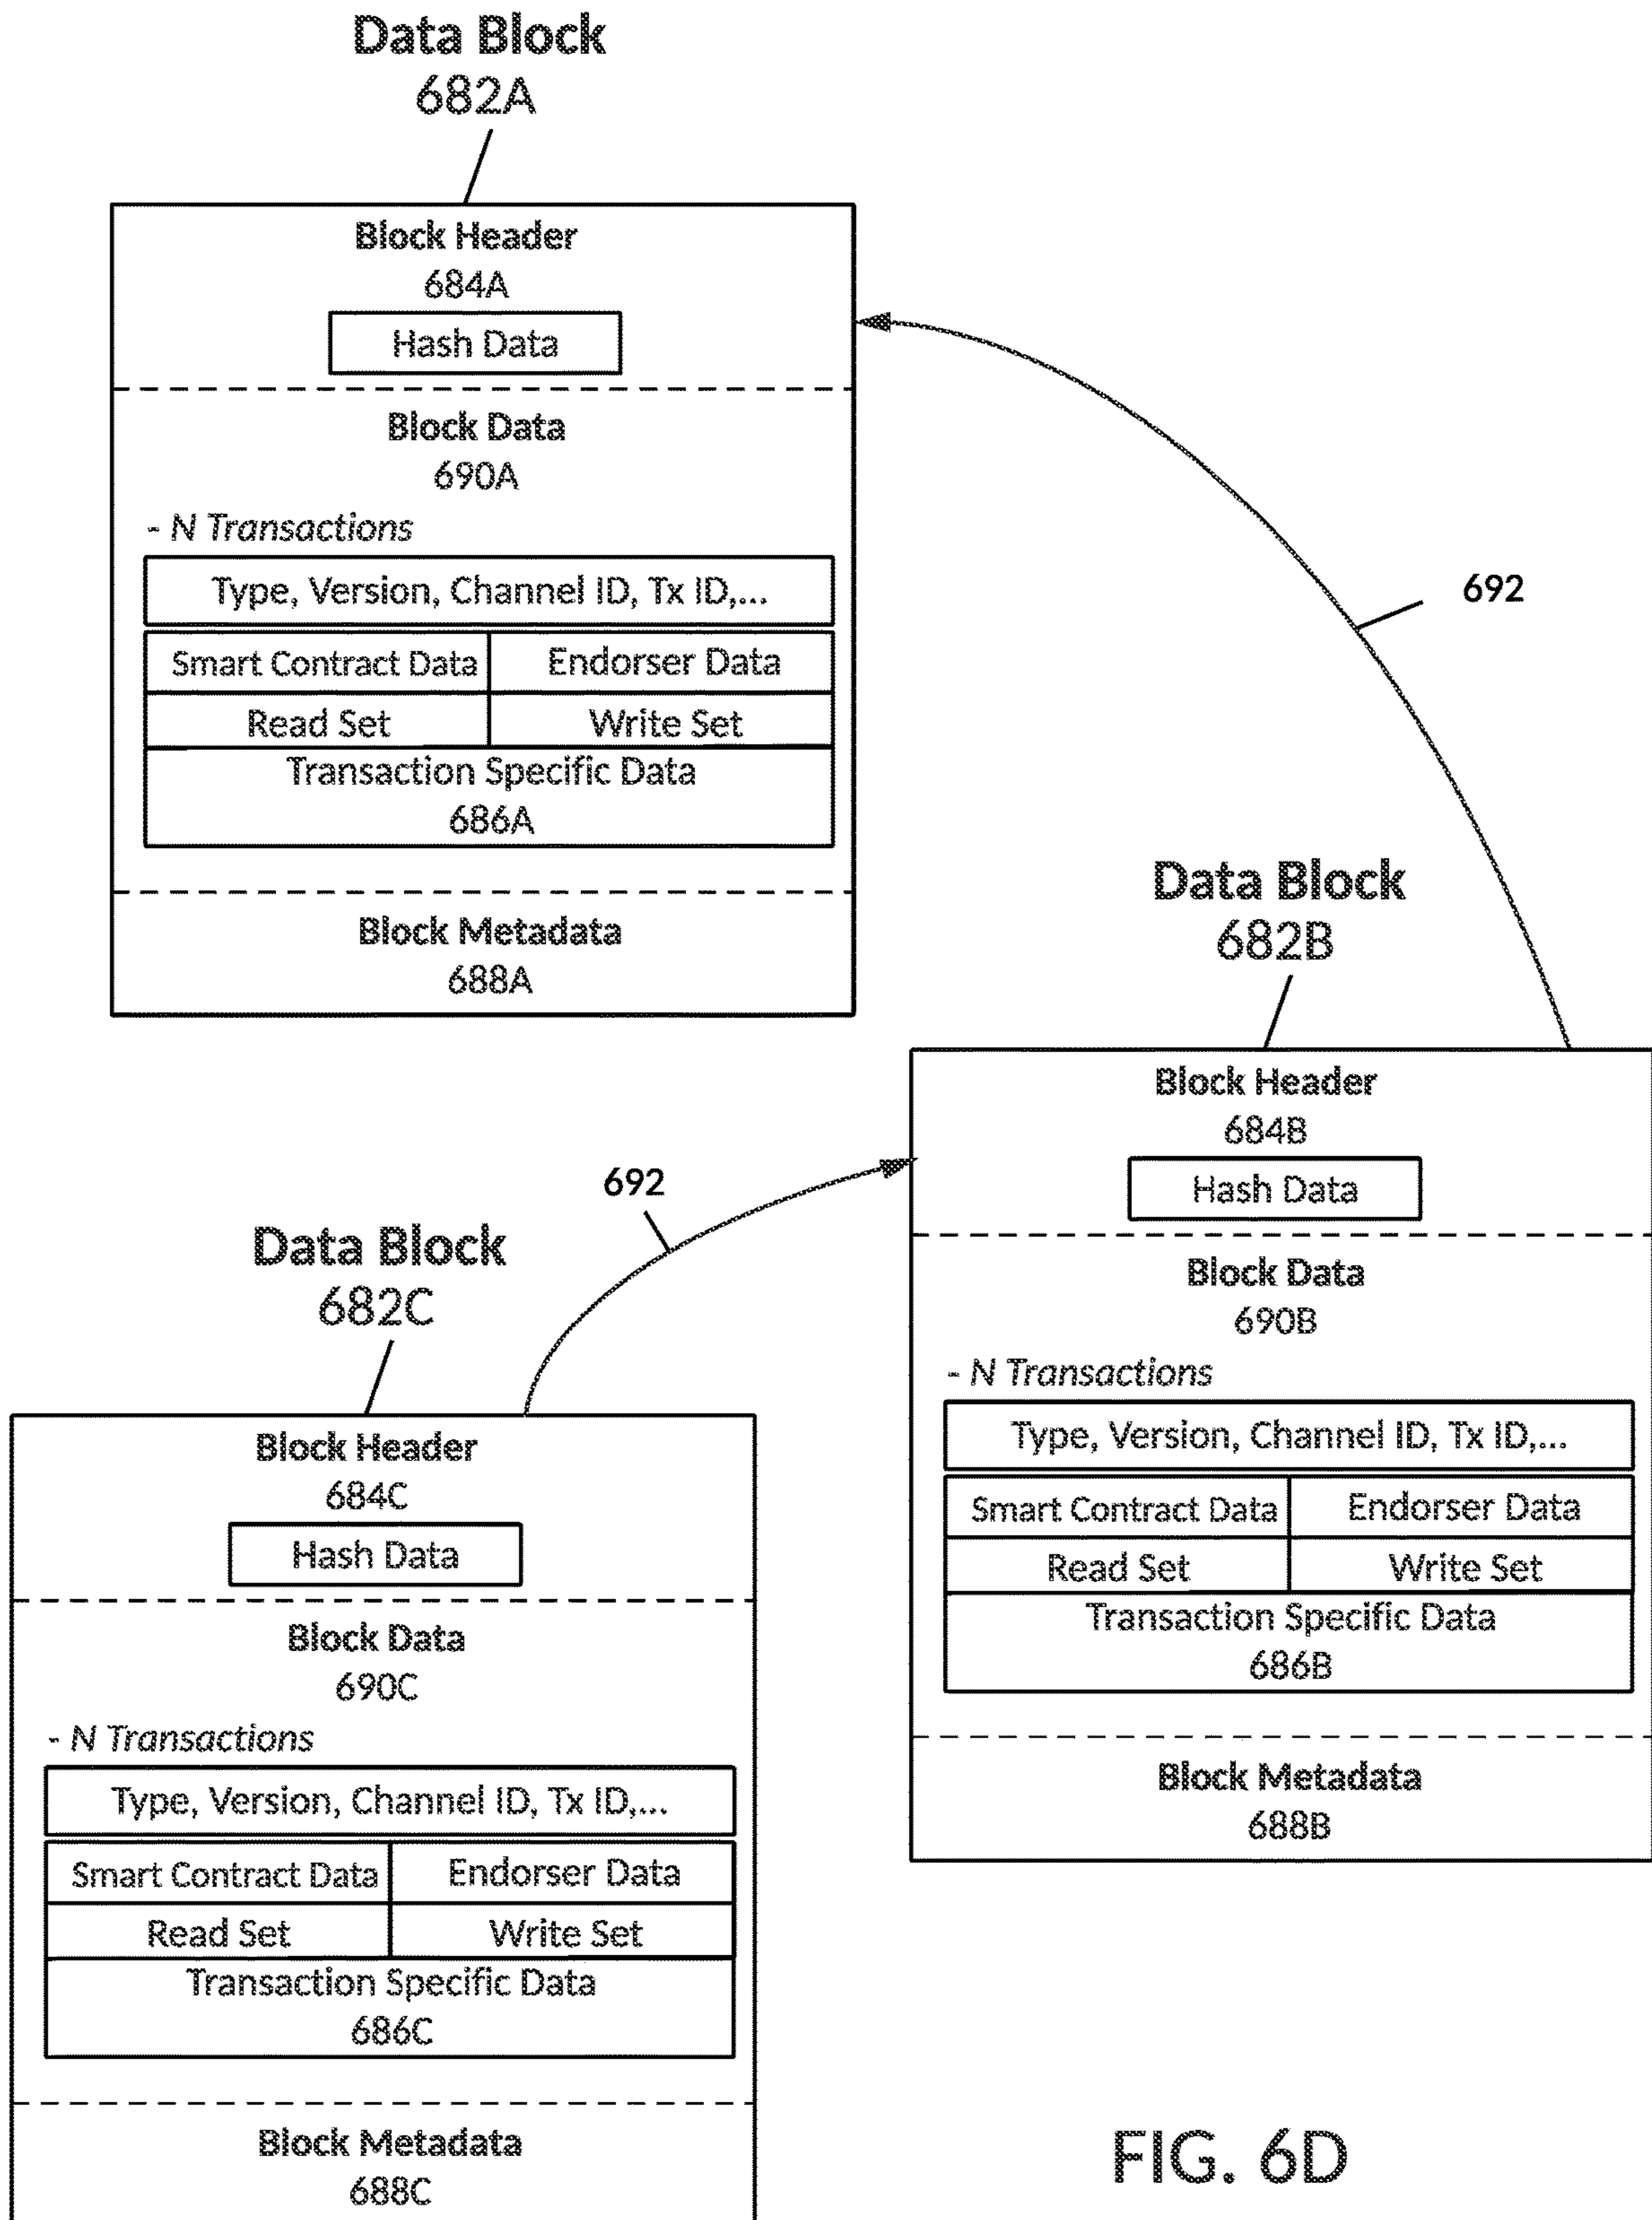 Data Block
682A
Block Header
684A
Hash Data
Block Data
690A
- N Transactions
Type, Version, Channel ID, Tx ID,...
Smart Contract Data
Endorser Data
Read Set
Write Set
Transaction Specific Data
686A
Block Metadata
688A
692
Data Block
682B
Block Header
684B
Hash Data
Block Data
690B
- N Transactions
Type, Version, Channel ID, Tx ID,...
Smart Contract Data
Endorser Data
Read Set
Write Set
Transaction Specific Data
686B
Block Metadata
688B
692
Data Block
682C
Block Header
684C
Hash Data
Block Data
690C
- N Transactions
Type, Version, Channel ID, Tx ID,...
Smart Contract Data
Endorser Data
Read Set
Write Set
Transaction Specific Data
686C
Block Metadata
688C
FIG. 6D